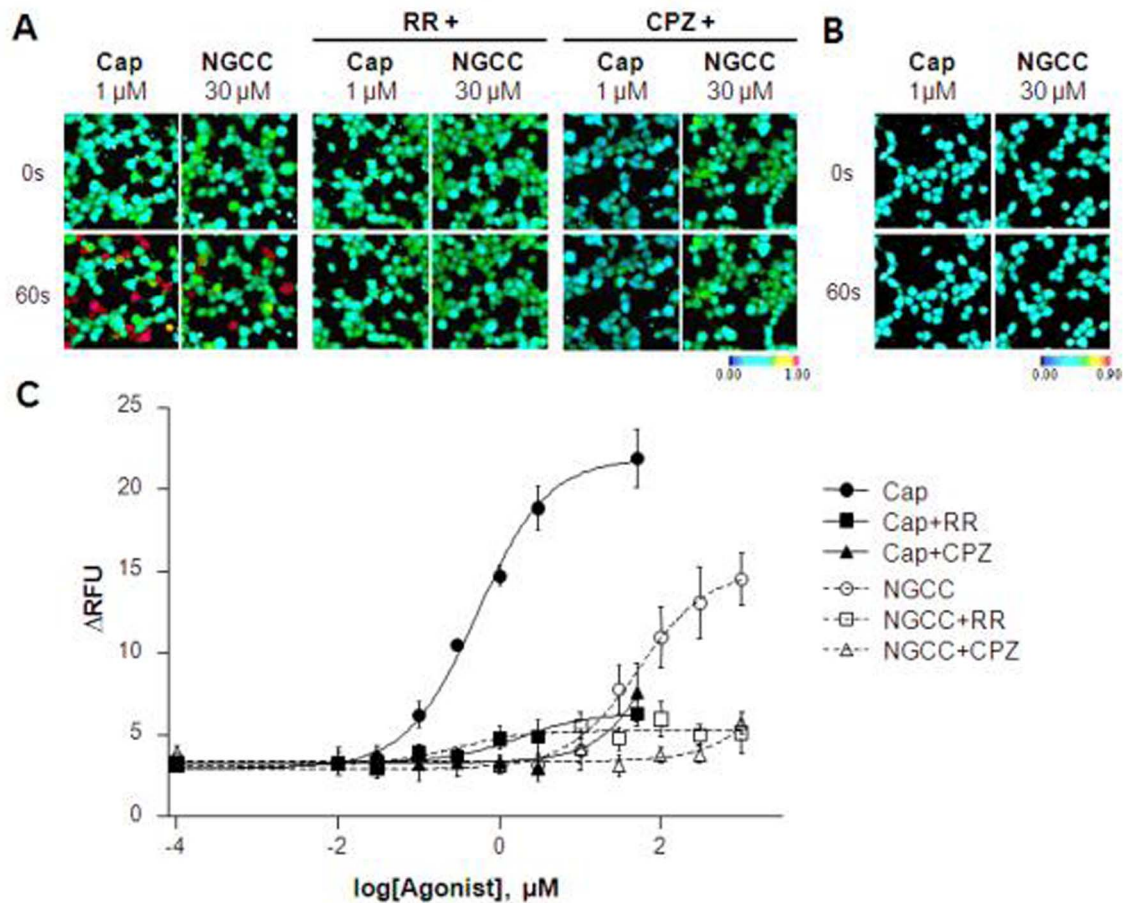 A
RR +
CPZ +
B
Cap
NGCC
Cap
NGCC
Cap
NGCC
Cap
NGCC
1 µM
30 µM
1 µM
30 µM
1 µM
30 µM
1 µM
30 µM
0s
0s
60s
60s
0.00
1.00
0.00
0.90
C
25
20
15
10
5
0
ΔRFU
-4
-2
0
2
log[Agonist], µM
Cap
Cap+RR
Cap+CPZ
NGCC
NGCC+RR
NGCC+CPZ